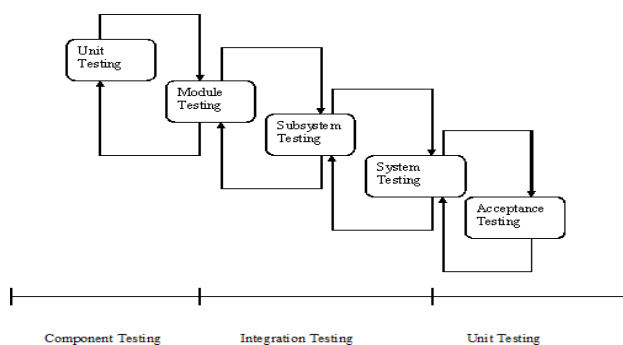 Unit
Testing
Module
Testing
Subsystem
Testing
System
Testing
Acceptance
Testing
Component Testing
Integration Testing
Unit Testing